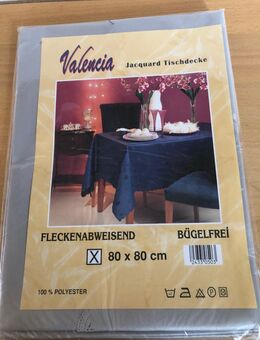 Valencia
Jacquard Tischdecke
FLECKENABWEISEND BÜGELFREI
X 80 x 80 cm
100 % POLYESTER